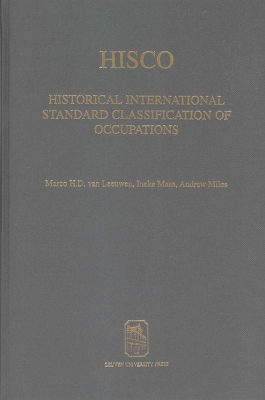 HISCO
HISTORICAL INTERNATIONAL
STANDARD CLASSIFICATION OF
OCCUPATIONS
Marco H.D. van Leeuwen, Ineke Maas, Andrew Miles
LEUVEN UNIVERSITY PRESS